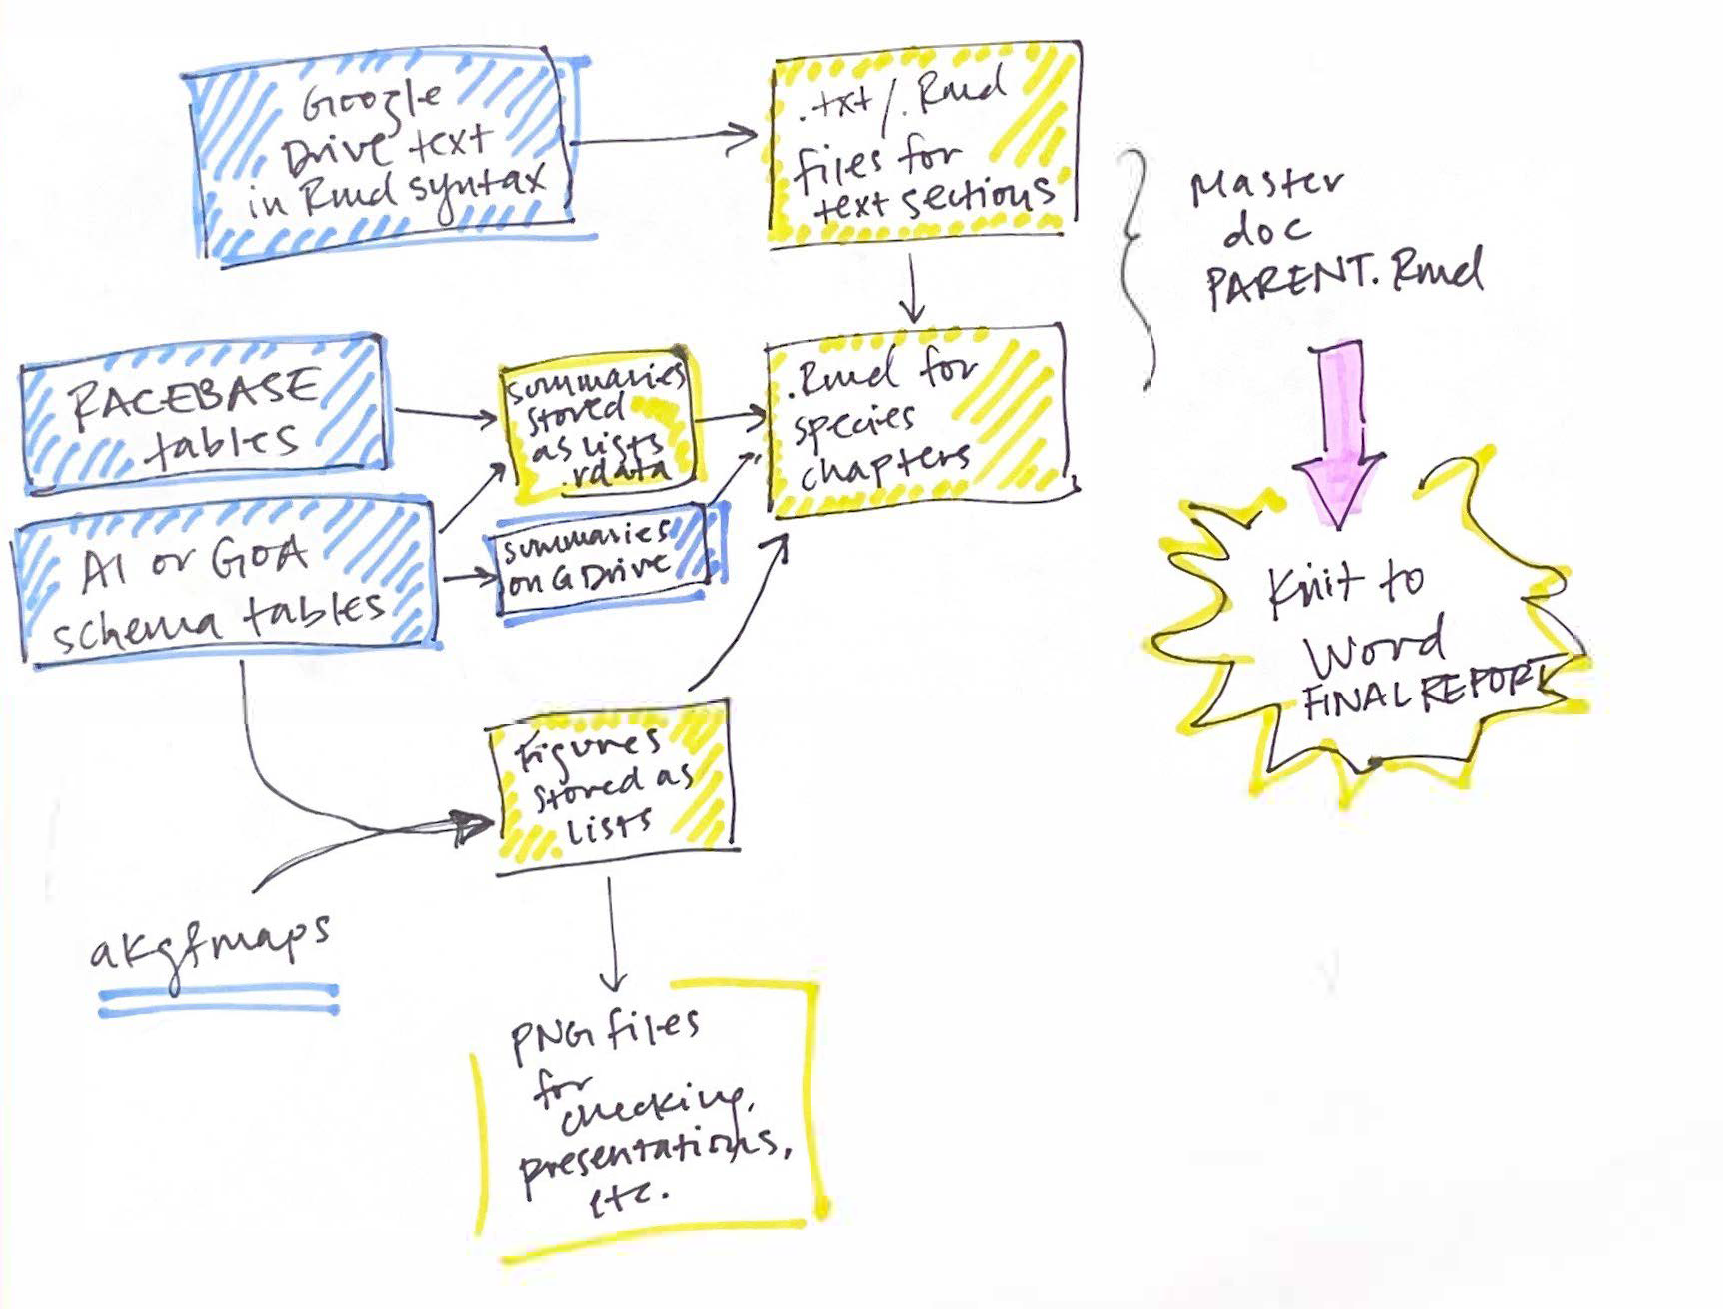 Google
Drive text
in Rmd syntax
.txt/.Rmd
files for
text sections
Master
doc
PARENT.Rmd
RACEBASE
tables
summaries
stored
as lists
.rdata
.Rmd for
species
chapters
AI or GOA
schema tables
summaries
on GDrive
Knit to
Word
FINAL REPORT
Figures
stored as
Lists
akgfmaps
PNG files
for
checking,
presentations,
etc.